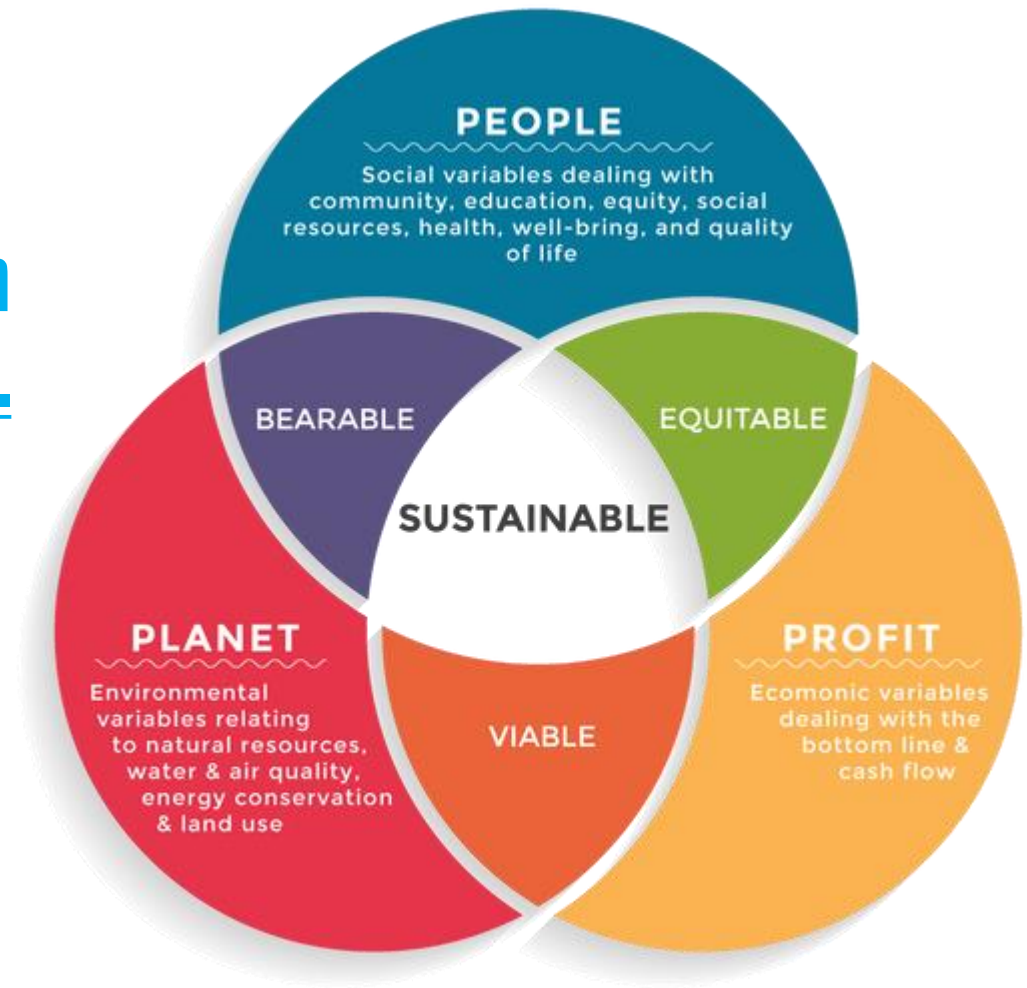 PEOPLE
Social variables dealing with
community, education, equity, social
resources, health, well-bring, and quality
of life
n
BEARABLE
EQUITABLE
SUSTAINABLE
PLANET
Environmental
variables relating
to natural resources,
water & air quality,
energy conservation
& land use
VIABLE
PROFIT
Ecomonic variables
dealing with the
bottom line &
cash flow